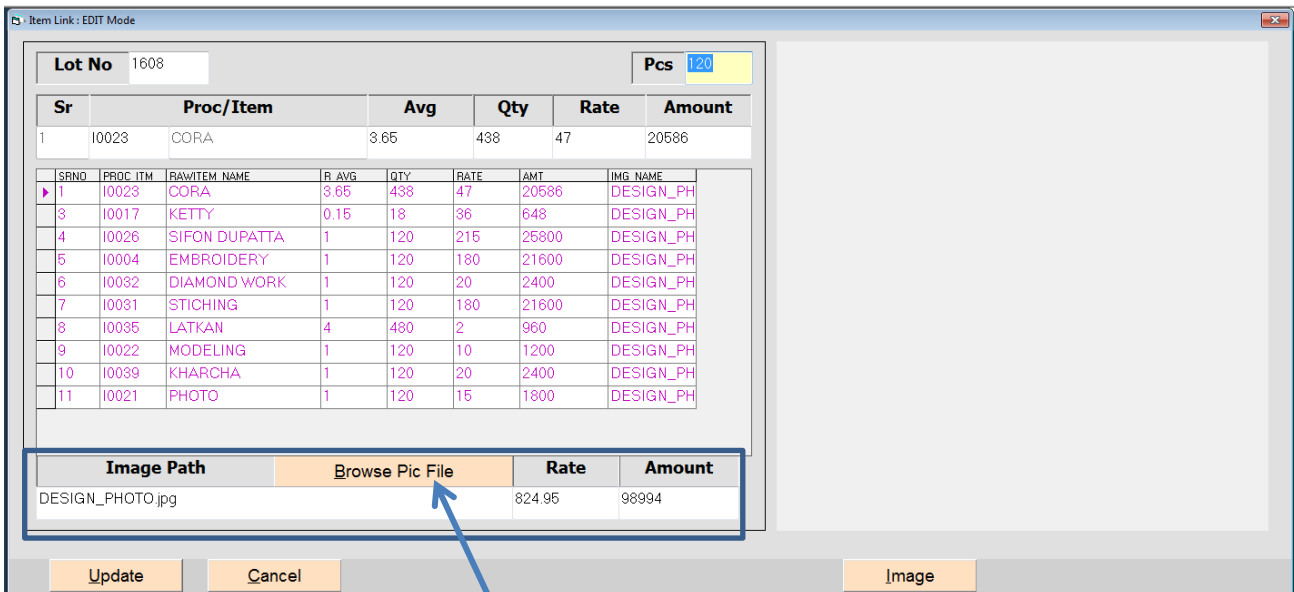 Item Link : EDIT Mode
Lot No 1608 Pcs 120
Sr Proc/Item Avg Qty Rate Amount
1 I0023 CORA 3.65 438 47 20586
SRNO PROC ITM RAWITEM NAME R AVG QTY RATE AMT IMG NAME
1 I0023 CORA 3.65 438 47 20586 DESIGN_PH
3 I0017 KETTY 0.15 18 36 648 DESIGN_PH
4 I0026 SIFON DUPATTA 1 120 215 25800 DESIGN_PH
5 I0004 EMBROIDERY 1 120 180 21600 DESIGN_PH
6 I0032 DIAMOND WORK 1 120 20 2400 DESIGN_PH
7 I0031 STICHING 1 120 180 21600 DESIGN_PH
8 I0035 LATKAN 4 480 2 960 DESIGN_PH
9 I0022 MODELING 1 120 10 1200 DESIGN_PH
10 I0039 KHARCHA 1 120 20 2400 DESIGN_PH
11 I0021 PHOTO 1 120 15 1800 DESIGN_PH
Image Path Browse Pic File Rate Amount
DESIGN_PHOTO.jpg 824.95 98994
Update Cancel Image